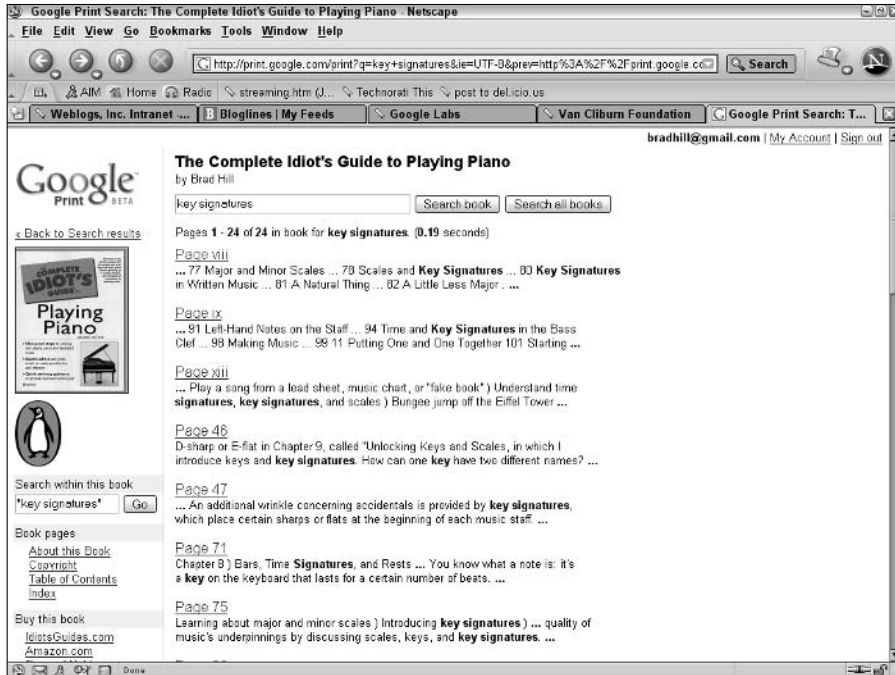 Google Print Search: The Complete Idiot's Guide to Playing Piano - Netscape
File Edit View Go Bookmarks Tools Window Help
http://print.google.com/print?q=key+signatures&ie=UTF-8&prev=http%3A%2F%2Fprint.google.co
Search
N
AIM Home Radio streaming.htm (J... Technorati This post to del.icio.us
Weblogs, Inc. Intranet -... Bloglines | My Feeds Google Labs Van Cliburn Foundation Google Print Search: T...
bradhill@gmail.com | My Account | Sign out
Google
Print BETA
« Back to Search results
THE COMPLETE
IDIOT'S
GUIDE TO
Playing
Piano
Search within this book
"key signatures" Go
Book pages
About this Book
Copyright
Table of Contents
Index
Buy this book
IdiotsGuides.com
Amazon.com
The Complete Idiot's Guide to Playing Piano
by Brad Hill
key signatures Search book Search all books
Pages 1 - 24 of 24 in book for key signatures. (0.19 seconds)
Page viii
... 77 Major and Minor Scales ... 78 Scales and Key Signatures ... 80 Key Signatures
in Written Music ... 81 A Natural Thing ... 82 A Little Less Major . ...
Page ix
... 91 Left-Hand Notes on the Staff ... 94 Time and Key Signatures in the Bass
Clef ... 98 Making Music ... 99 11 Putting One and One Together 101 Starting ...
Page xiii
... Play a song from a lead sheet, music chart, or "fake book" ) Understand time
signatures, key signatures, and scales ) Bungee jump off the Eiffel Tower ...
Page 46
D-sharp or E-flat in Chapter 9, called "Unlocking Keys and Scales, in which I
introduce keys and key signatures. How can one key have two different names? ...
Page 47
... An additional wrinkle concerning accidentals is provided by key signatures,
which place certain sharps or flats at the beginning of each music staff. ...
Page 71
Chapter 8 ) Bars, Time Signatures, and Rests ... You know what a note is: it's
a key on the keyboard that lasts for a certain number of beats. ...
Page 75
Learning about major and minor scales ) Introducing key signatures ) ... quality of
music's underpinnings by discussing scales, keys, and key signatures. ...
Done